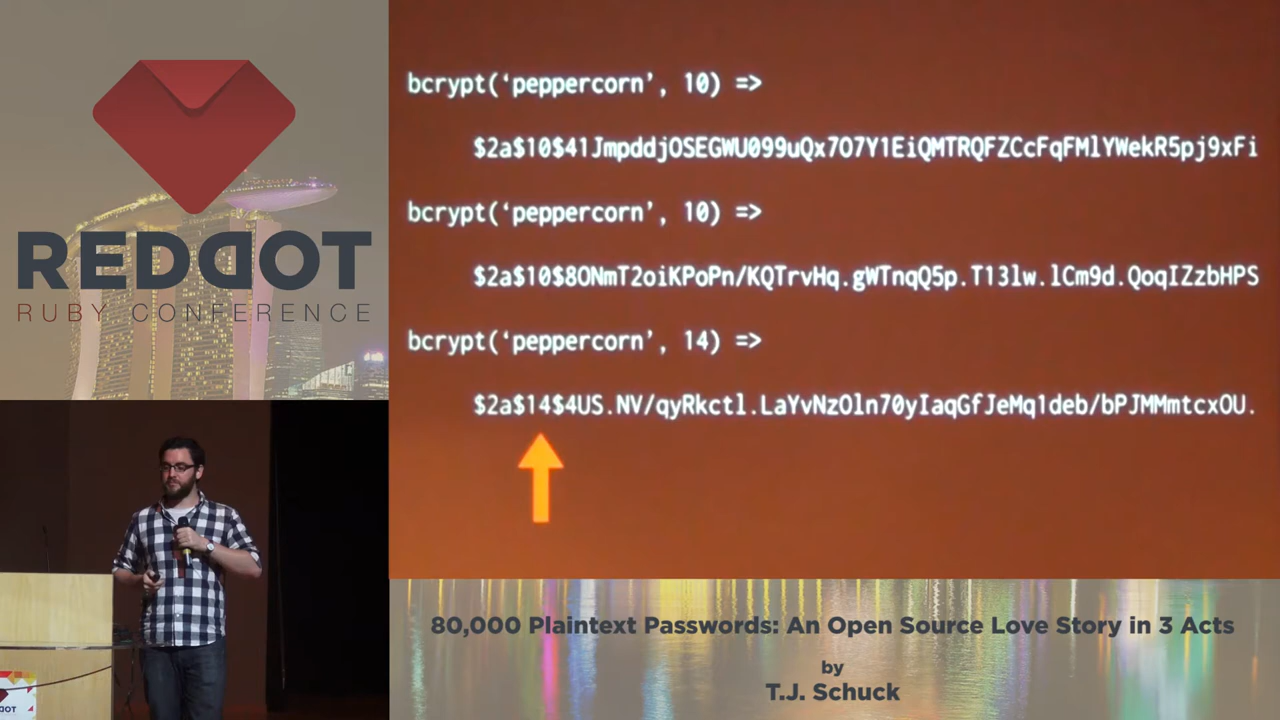 REDDOT
RUBY CONFERENCE
bcrypt(‘peppercorn’, 10) =>
$2a$10$41JmpddjOSEGWU099uQx7O7Y1EiQMTRQFZCcFqFMlYWekR5pj9xFi
bcrypt(‘peppercorn’, 10) =>
$2a$10$8ONmT2oiKPoPn/KQTrvHq.gWTnqQ5p.T13lw.lCm9d.QoqIZzbHPS
bcrypt(‘peppercorn’, 14) =>
$2a$14$4US.NV/qyRkctl.LaYvNzOln70yIaqGfJeMq1deb/bPJMMmtcxOU.
80,000 Plaintext Passwords: An Open Source Love Story in 3 Acts
by
T.J. Schuck